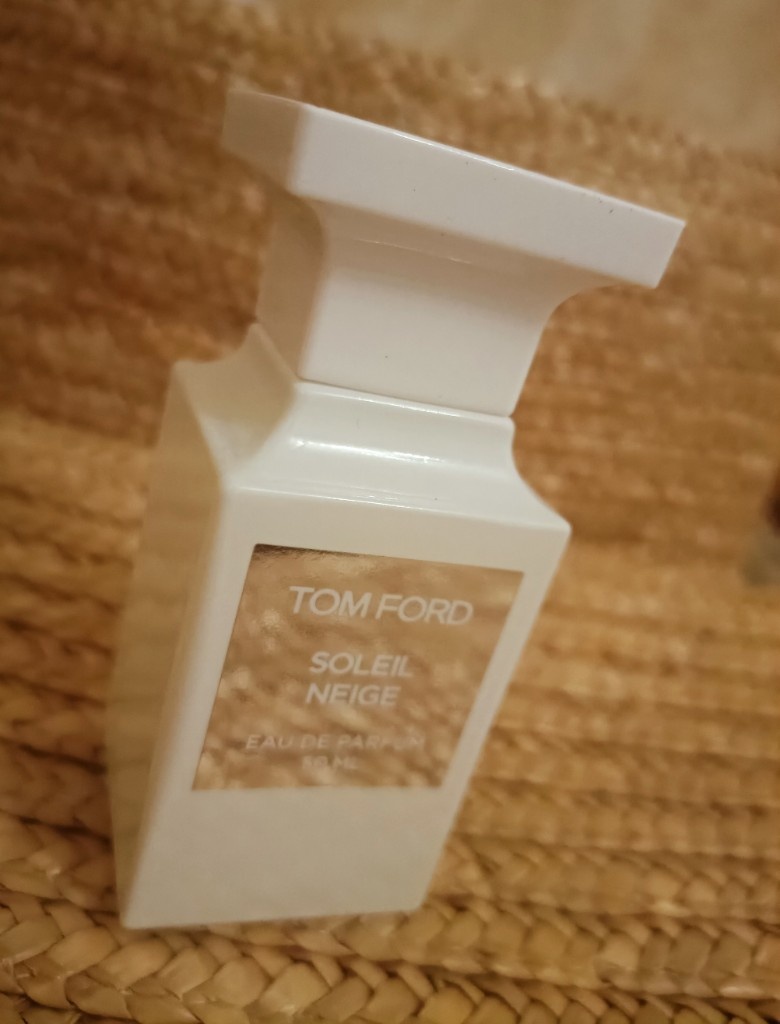 TOM FORD
SOLEIL
NEIGE
EAU DE PARFUM
50 ML